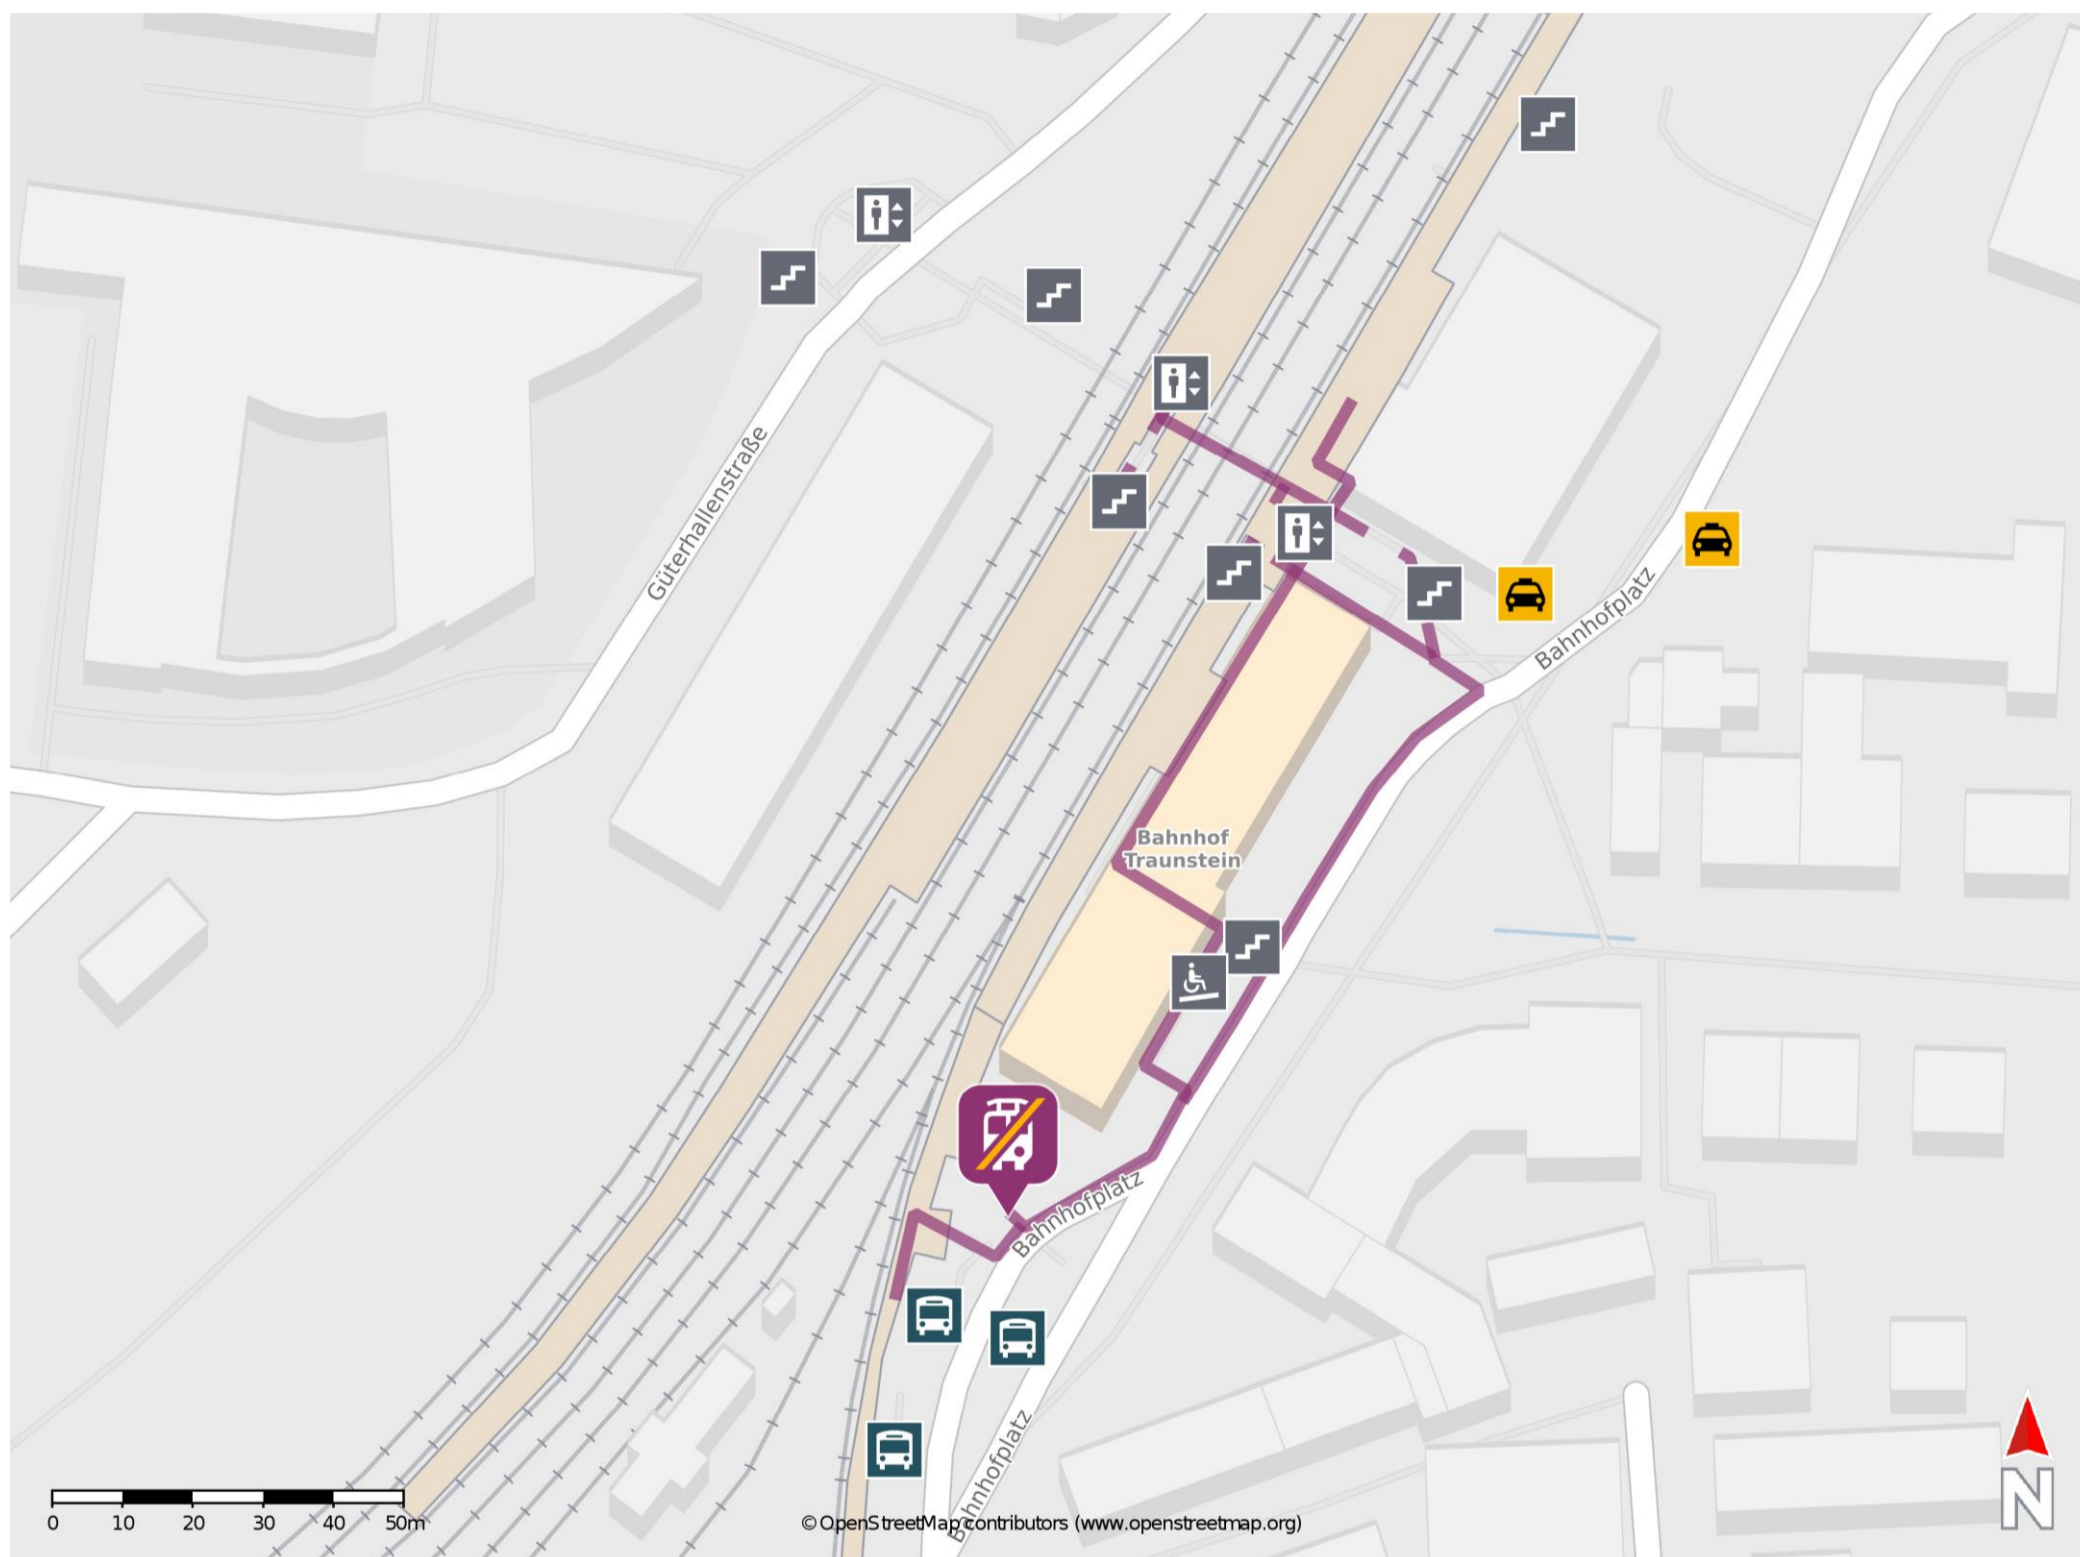 Güterhallenstraße
Bahnhofplatz
Bahnhof
Traunstein
Bahnhofplatz
Bahnhofplatz
0 10 20 30 40 50m
© OpenStreetMap contributors (www.openstreetmap.org)
N